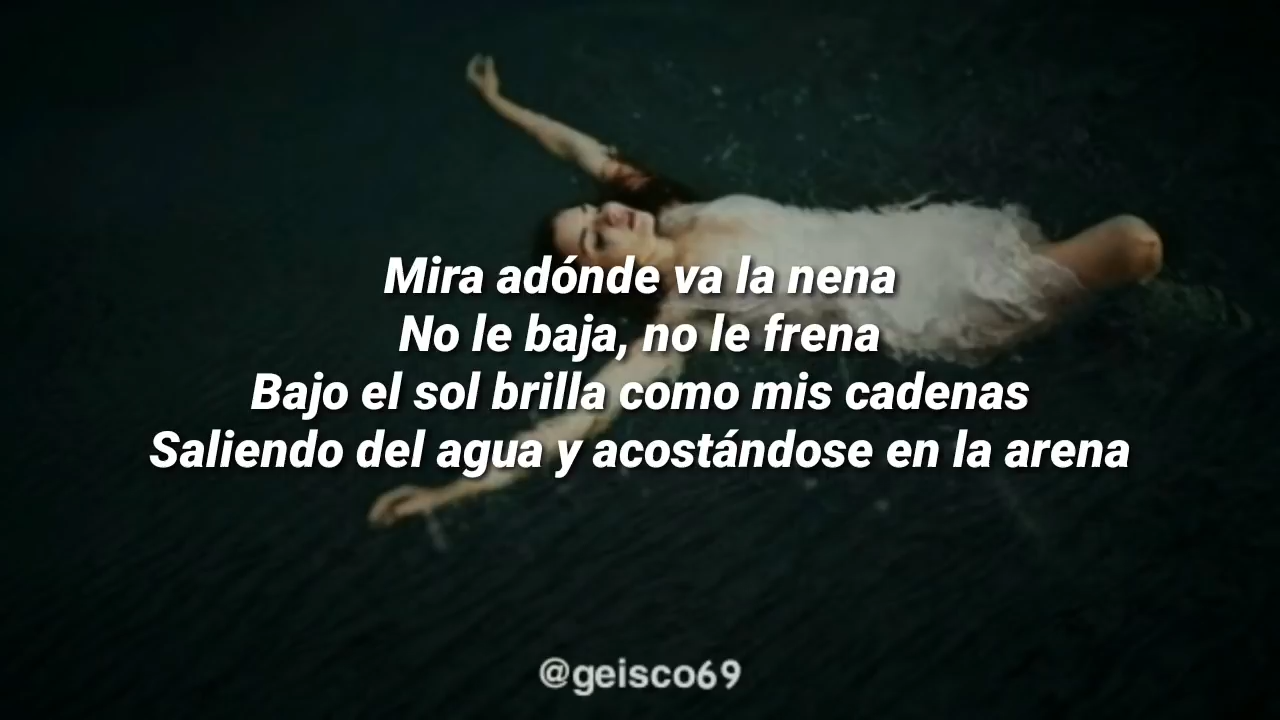 Mira adónde va la nena
No le baja, no le frena
Bajo el sol brilla como mis cadenas
Saliendo del agua y acostándose en la arena
@geisco69